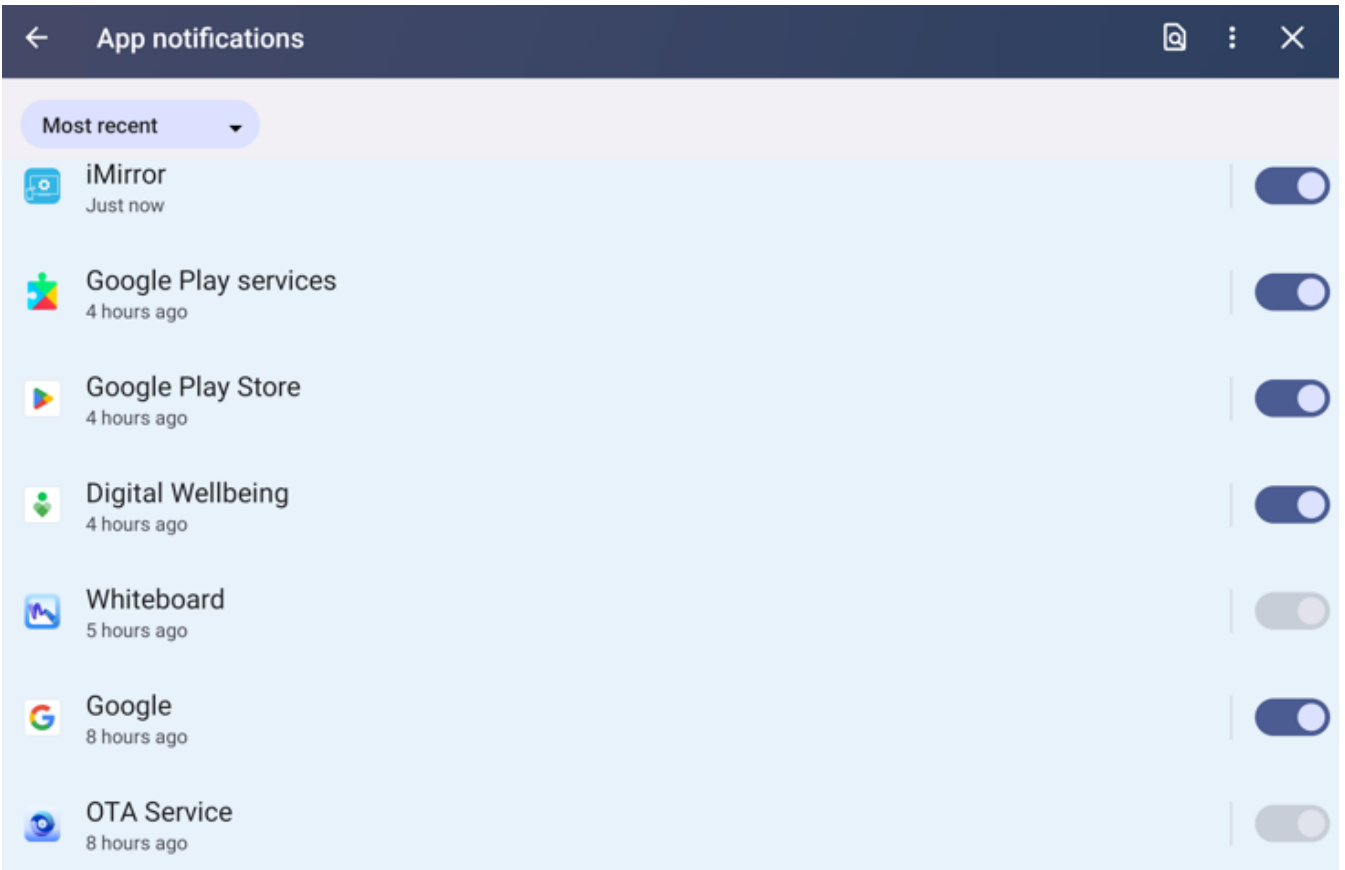 App notifications
Most recent
iMirror
Just now
Google Play services
4 hours ago
Google Play Store
4 hours ago
Digital Wellbeing
4 hours ago
Whiteboard
5 hours ago
Google
8 hours ago
OTA Service
8 hours ago